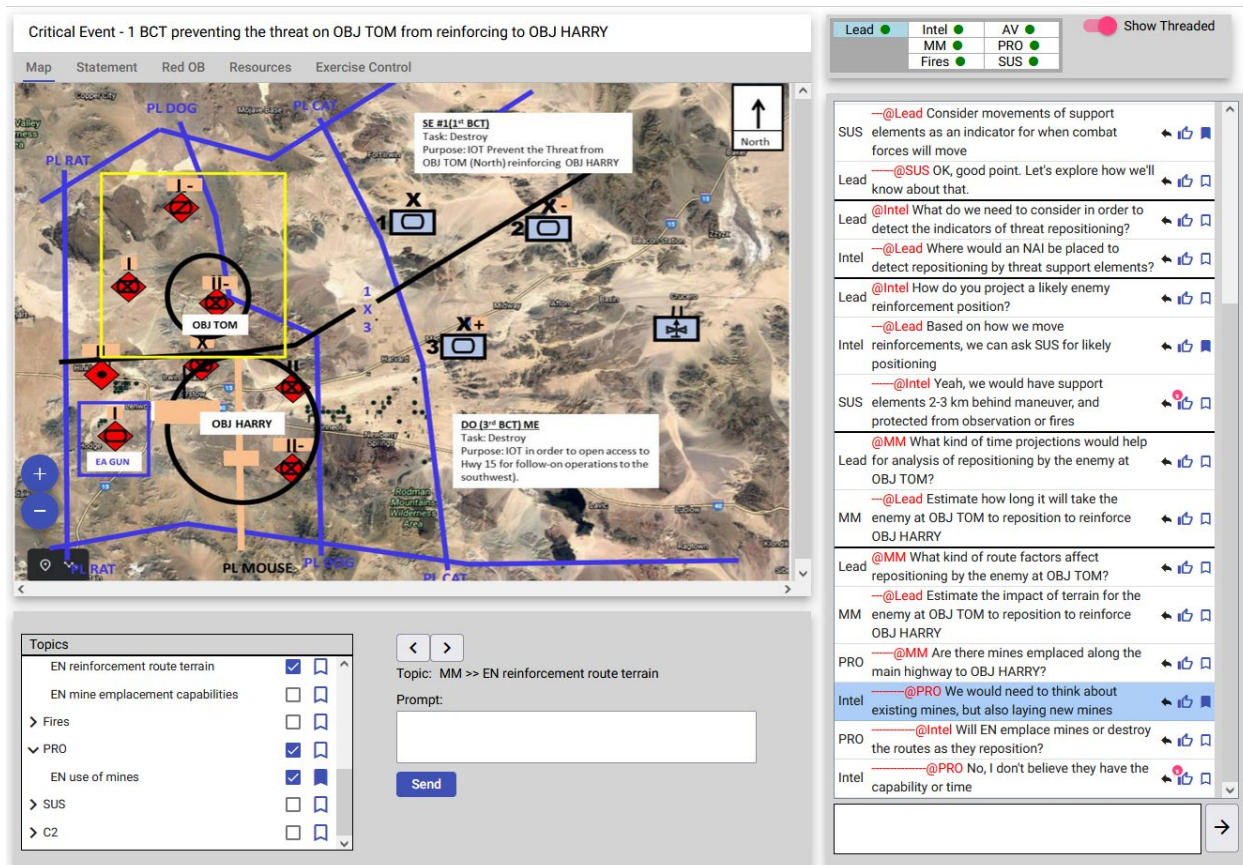 Critical Event - 1 BCT preventing the threat on OBJ TOM from reinforcing to OBJ HARRY
Map Statement Red OB Resources Exercise Control
PL DOG
PL CAT
PL RAT
SE #1(1st BCT)
Task: Destroy
Purpose: IOT Prevent the Threat from
OBJ TOM (North) reinforcing OBJ HARRY
North
I-
X
1
X-
2
I
II-
OBJ TOM
1
X
3
X+
3
II
X
II
II
OBJ HARRY
I
EA GUN
II-
DO (3rd BCT) ME
Task: Destroy
Purpose: IOT in order to open access to
Hwy 15 for follow-on operations to the
southwest).
Rodman
Mountains
Wilderness
Area
+
−
PL RAT
PL MOUSE
PL DOG
PL CAT
Topics
EN reinforcement route terrain
EN mine emplacement capabilities
Fires
PRO
EN use of mines
SUS
C2
< >
Topic: MM >> EN reinforcement route terrain
Prompt:
Send
Lead Intel AV
MM PRO
Fires SUS
Show Threaded
SUS
---@Lead Consider movements of support
elements as an indicator for when combat
forces will move
Lead
-----@SUS OK, good point. Let's explore how we'll
know about that.
Lead
@Intel What do we need to consider in order to
detect the indicators of threat repositioning?
Intel
---@Lead Where would an NAI be placed to
detect repositioning by threat support elements?
Lead
@Intel How do you project a likely enemy
reinforcement position?
Intel
---@Lead Based on how we move
reinforcements, we can ask SUS for likely
positioning
SUS
-----@Intel Yeah, we would have support
elements 2-3 km behind maneuver, and
protected from observation or fires
Lead
@MM What kind of time projections would help
for analysis of repositioning by the enemy at
OBJ TOM?
MM
---@Lead Estimate how long it will take the
enemy at OBJ TOM to reposition to reinforce
OBJ HARRY
Lead
@MM What kind of route factors affect
repositioning by the enemy at OBJ TOM?
MM
---@Lead Estimate the impact of terrain for the
enemy at OBJ TOM to reposition to reinforce
OBJ HARRY
PRO
-----@MM Are there mines emplaced along the
main highway to OBJ HARRY?
Intel
--------@PRO We would need to think about
existing mines, but also laying new mines
PRO
-----------@Intel Will EN emplace mines or destroy
the routes as they reposition?
Intel
--------------@PRO No, I don't believe they have the
capability or time